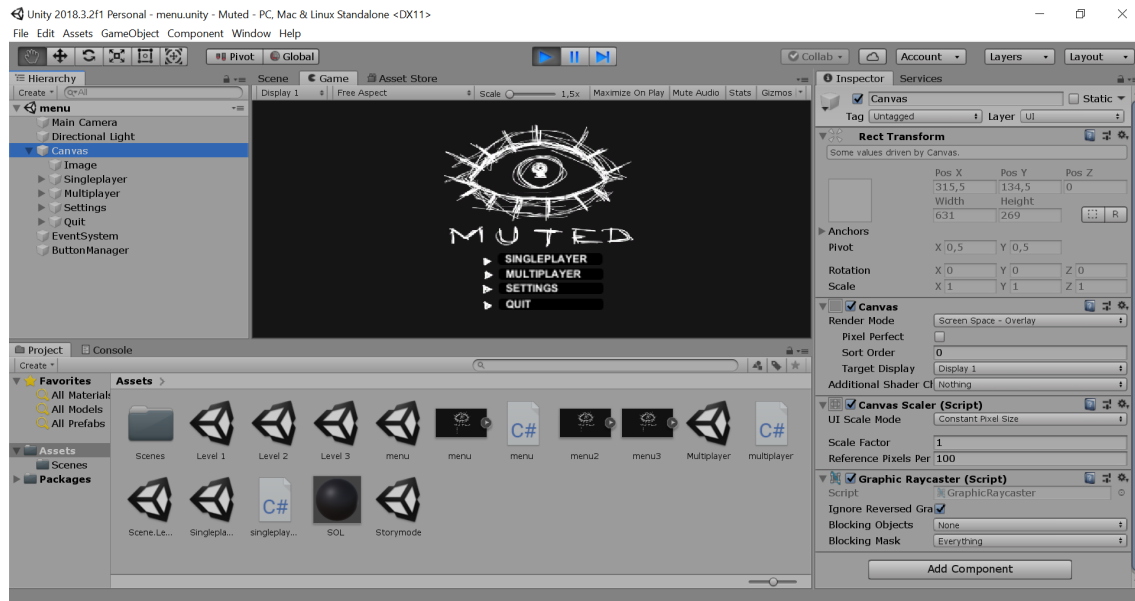 Unity 2018.3.2f1 Personal - menu.unity - Muted - PC, Mac & Linux Standalone <DX11>
File Edit Assets GameObject Component Window Help
Pivot Global Collab Account Layers Layout
Hierarchy
Create All
menu
Main Camera
Directional Light
Canvas
Image
Singleplayer
Multiplayer
Settings
Quit
EventSystem
ButtonManager
Scene Game Asset Store
Display 1 Free Aspect Scale 1,5x Maximize On Play Mute Audio Stats Gizmos
MUTED
SINGLEPLAYER
MULTIPLAYER
SETTINGS
QUIT
Inspector Services
Canvas Static
Tag Untagged Layer UI
Rect Transform
Some values driven by Canvas.
Pos X Pos Y Pos Z
315,5 134,5 0
Width Height
631 269 R
Anchors
Pivot X 0,5 Y 0,5
Rotation X 0 Y 0 Z 0
Scale X 1 Y 1 Z 1
Canvas
Render Mode Screen Space - Overlay
Pixel Perfect
Sort Order 0
Target Display Display 1
Additional Shader Cl Nothing
Canvas Scaler (Script)
UI Scale Mode Constant Pixel Size
Scale Factor 1
Reference Pixels Per 100
Graphic Raycaster (Script)
Script GraphicRaycaster
Ignore Reversed Gra
Blocking Objects None
Blocking Mask Everything
Add Component
Project Console
Create
Favorites
All Material
All Models
All Prefabs
Assets
Scenes
Packages
Assets >
C# C#
Scenes Level 1 Level 2 Level 3 menu menu menu menu2 menu3 Multiplayer multiplayer
C#
Scene.Le... Singlepla... singleplay... SOL Storymode